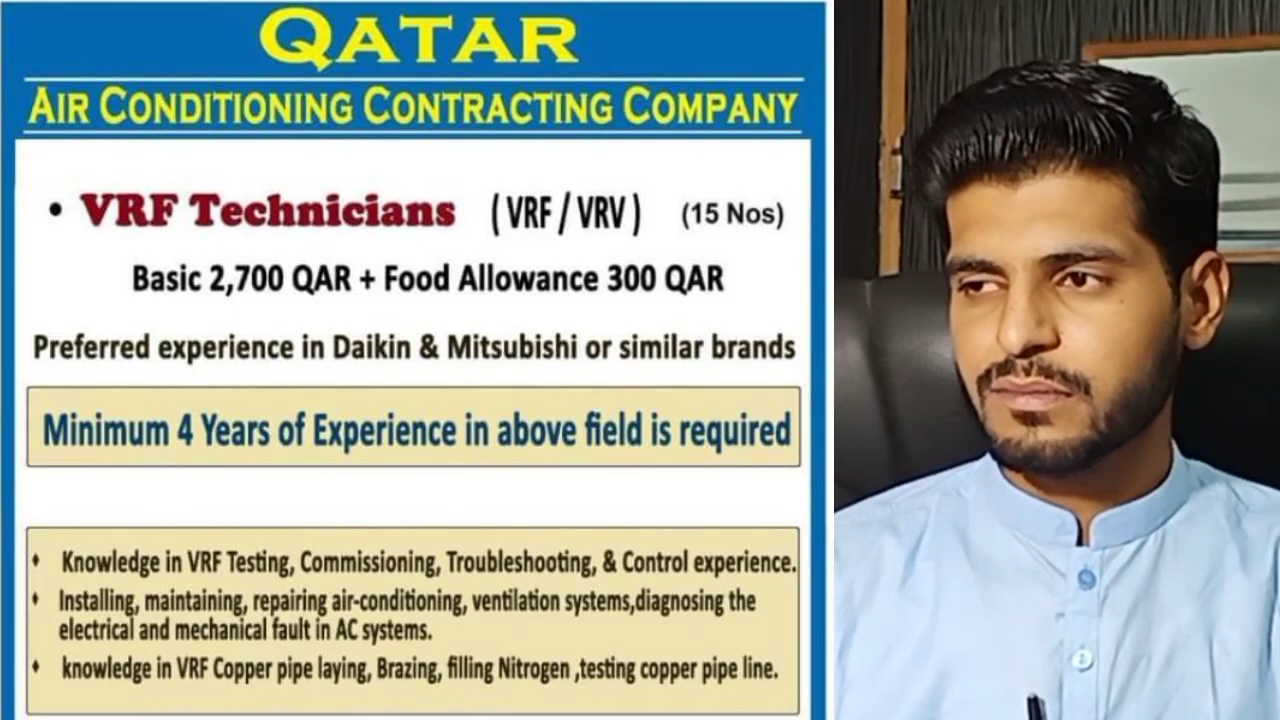 QATAR
AIR CONDITIONING CONTRACTING COMPANY
• VRF Technicians ( VRF / VRV ) (15 Nos)
Basic 2,700 QAR + Food Allowance 300 QAR
Preferred experience in Daikin & Mitsubishi or similar brands
Minimum 4 Years of Experience in above field is required
♦ Knowledge in VRF Testing, Commissioning, Troubleshooting, & Control experience.
♦ Installing, maintaining, repairing air-conditioning, ventilation systems,diagnosing the
electrical and mechanical fault in AC systems.
♦ knowledge in VRF Copper pipe laying, Brazing, filling Nitrogen ,testing copper pipe line.